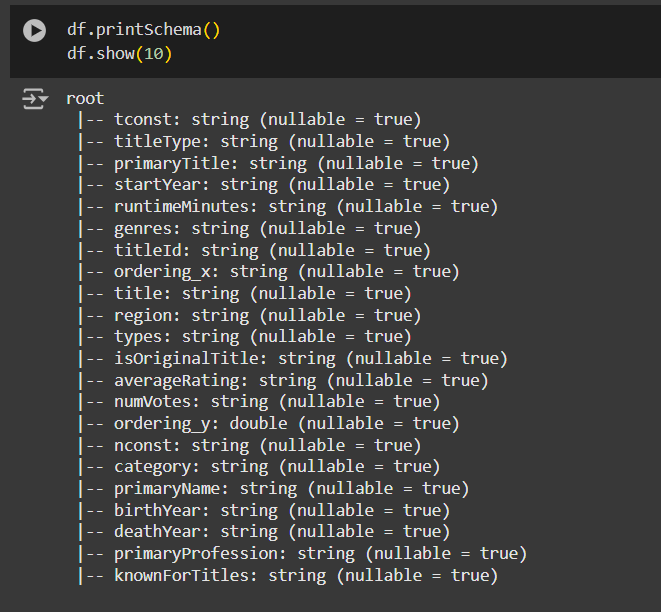 df.printSchema()
df.show(10)
root
|-- tconst: string (nullable = true)
|-- titleType: string (nullable = true)
|-- primaryTitle: string (nullable = true)
|-- startYear: string (nullable = true)
|-- runtimeMinutes: string (nullable = true)
|-- genres: string (nullable = true)
|-- titleId: string (nullable = true)
|-- ordering_x: string (nullable = true)
|-- title: string (nullable = true)
|-- region: string (nullable = true)
|-- types: string (nullable = true)
|-- isOriginalTitle: string (nullable = true)
|-- averageRating: string (nullable = true)
|-- numVotes: string (nullable = true)
|-- ordering_y: double (nullable = true)
|-- nconst: string (nullable = true)
|-- category: string (nullable = true)
|-- primaryName: string (nullable = true)
|-- birthYear: string (nullable = true)
|-- deathYear: string (nullable = true)
|-- primaryProfession: string (nullable = true)
|-- knownForTitles: string (nullable = true)